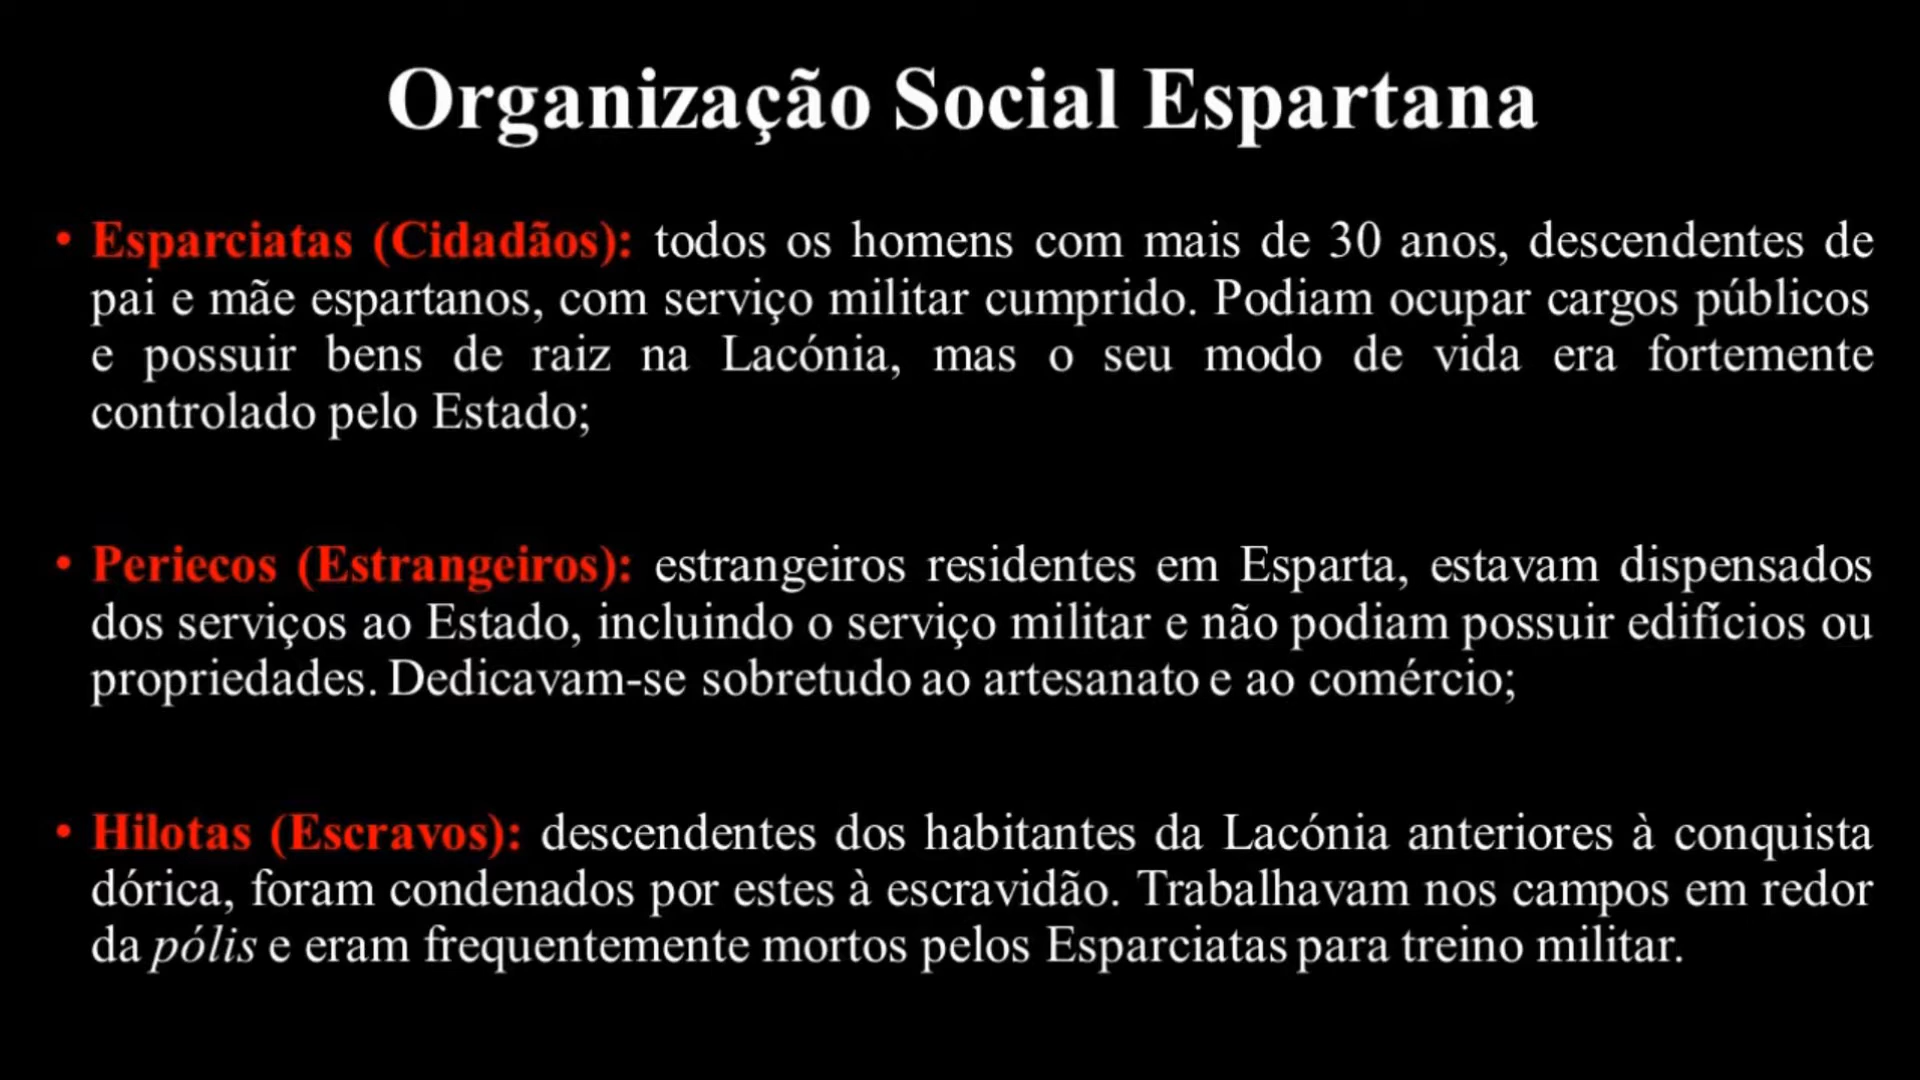 Organização Social Espartana
• Esparciatas (Cidadãos): todos os homens com mais de 30 anos, descendentes de
pai e mãe espartanos, com serviço militar cumprido. Podiam ocupar cargos públicos
e possuir bens de raiz na Lacónia, mas o seu modo de vida era fortemente
controlado pelo Estado;
• Periecos (Estrangeiros): estrangeiros residentes em Esparta, estavam dispensados
dos serviços ao Estado, incluindo o serviço militar e não podiam possuir edifícios ou
propriedades. Dedicavam-se sobretudo ao artesanato e ao comércio;
• Hilotas (Escravos): descendentes dos habitantes da Lacónia anteriores à conquista
dórica, foram condenados por estes à escravidão. Trabalhavam nos campos em redor
da pólis e eram frequentemente mortos pelos Esparciatas para treino militar.